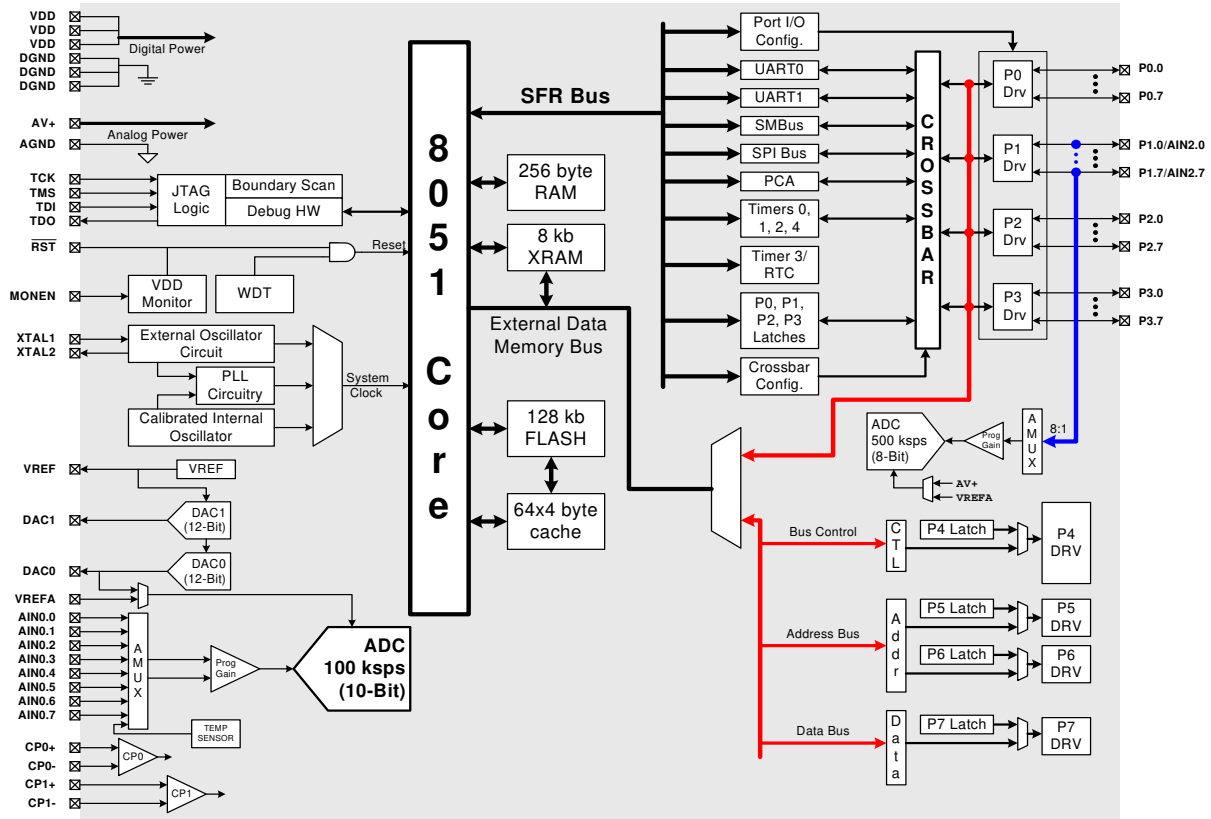 VDD
VDD
VDD
Digital Power
DGND
DGND
DGND
AV+
Analog Power
AGND
TCK
TMS
TDI
TDO
JTAG
Logic
Boundary Scan
Debug HW
RST
Reset
MONEN
VDD
Monitor
WDT
XTAL1
XTAL2
External Oscillator
Circuit
PLL
Circuitry
Calibrated Internal
Oscillator
System
Clock
VREF
VREF
DAC1
DAC1
(12-Bit)
DAC0
DAC0
(12-Bit)
VREFA
AIN0.0
AIN0.1
AIN0.2
AIN0.3
AIN0.4
AIN0.5
AIN0.6
AIN0.7
AMUX
Prog
Gain
ADC
100 ksps
(10-Bit)
TEMP
SENSOR
CP0+
CP0-
CP0
CP1+
CP1-
CP1
8051 Core
SFR Bus
256 byte
RAM
8 kb
XRAM
External Data
Memory Bus
128 kb
FLASH
64x4 byte
cache
Port I/O
Config.
UART0
UART1
SMBus
SPI Bus
PCA
Timers 0,
1, 2, 4
Timer 3/
RTC
P0, P1,
P2, P3
Latches
Crossbar
Config.
CROSSBAR
P0
Drv
P1
Drv
P2
Drv
P3
Drv
P0.0
P0.7
P1.0/AIN2.0
P1.7/AIN2.7
P2.0
P2.7
P3.0
P3.7
ADC
500 ksps
(8-Bit)
Prog
Gain
AMUX
8:1
AV+
VREFA
Bus Control
CTL
P4 Latch
P4
DRV
Address Bus
Addr
P5 Latch
P5
DRV
P6 Latch
P6
DRV
Data Bus
Data
P7 Latch
P7
DRV